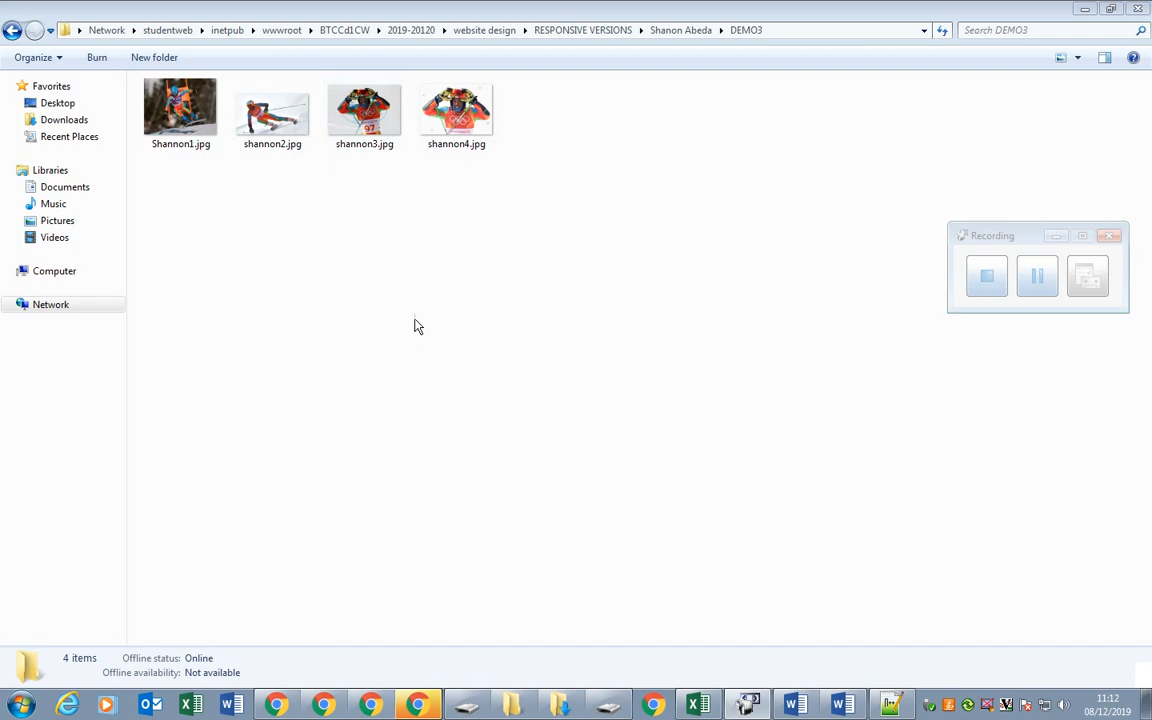 Network ▸ studentweb ▸ inetpub ▸ wwwroot ▸ BTCCd1CW ▸ 2019-20120 ▸ website design ▸ RESPONSIVE VERSIONS ▸ Shanon Abeda ▸ DEMO3
Search DEMO3
Organize
Burn
New folder
Favorites
Desktop
Downloads
Recent Places
Libraries
Documents
Music
Pictures
Videos
Computer
Network
Shannon1.jpg
shannon2.jpg
shannon3.jpg
shannon4.jpg
97
Recording
4 items
Offline status: Online
Offline availability: Not available
11:12
08/12/2019